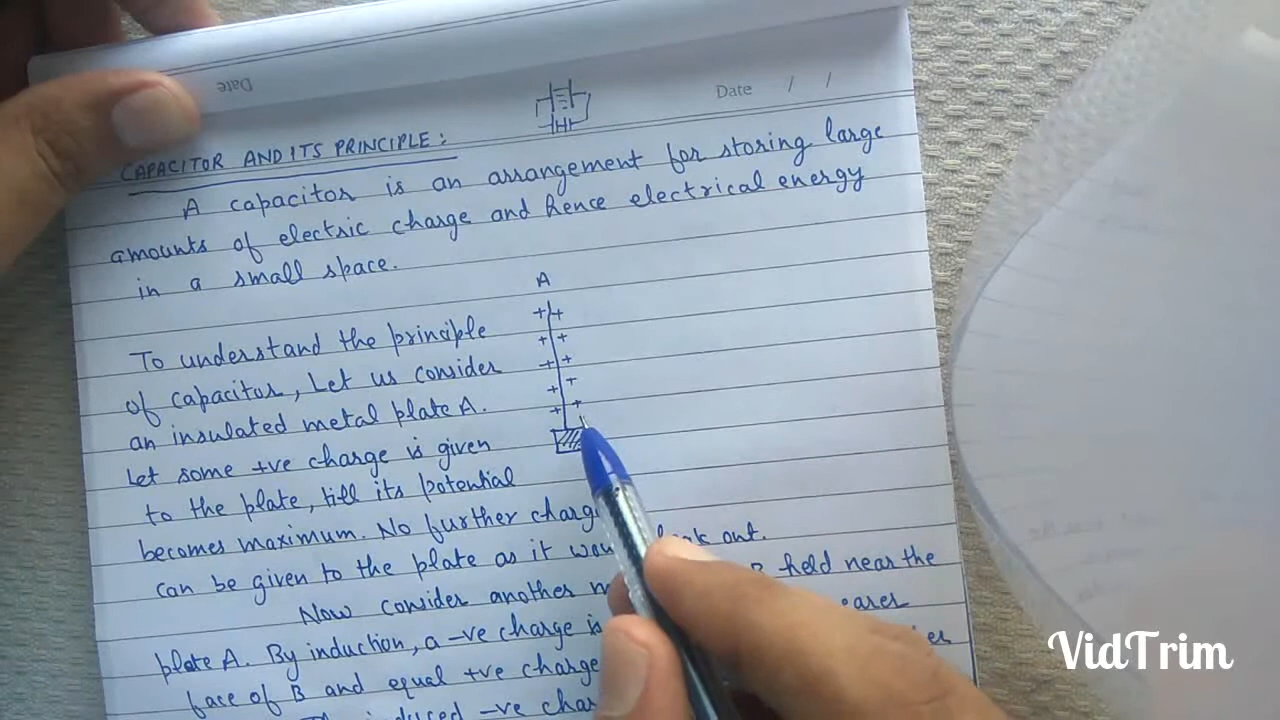 Date
Date / /
CAPACITOR AND ITS PRINCIPLE:
A capacitor is an arrangement for storing large
amounts of electric charge and hence electrical energy
in a small space.
A
To understand the principle
of capacitor, Let us consider
an insulated metal plate A.
Let some +ve charge is given
to the plate, till its potential
becomes maximum. No further
can be given to the plate as it out.
Now consider another held near the
plate A. By induction, a -ve charge is
face of B and equal +ve charge
induced -ve
VidTrim